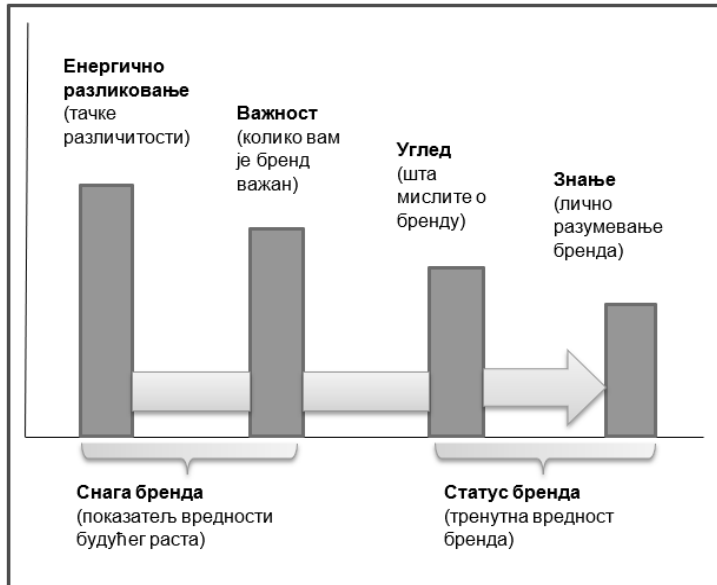 Енергично
разликовање
(тачке
различитости)
Важност
(колико вам
је бренд
важан)
Углед
(шта
мислите о
бренду)
Знање
(лично
разумевање
бренда)
Снага бренда
(показатељ вредности
будућег раста)
Статус бренда
(тренутна вредност
бренда)